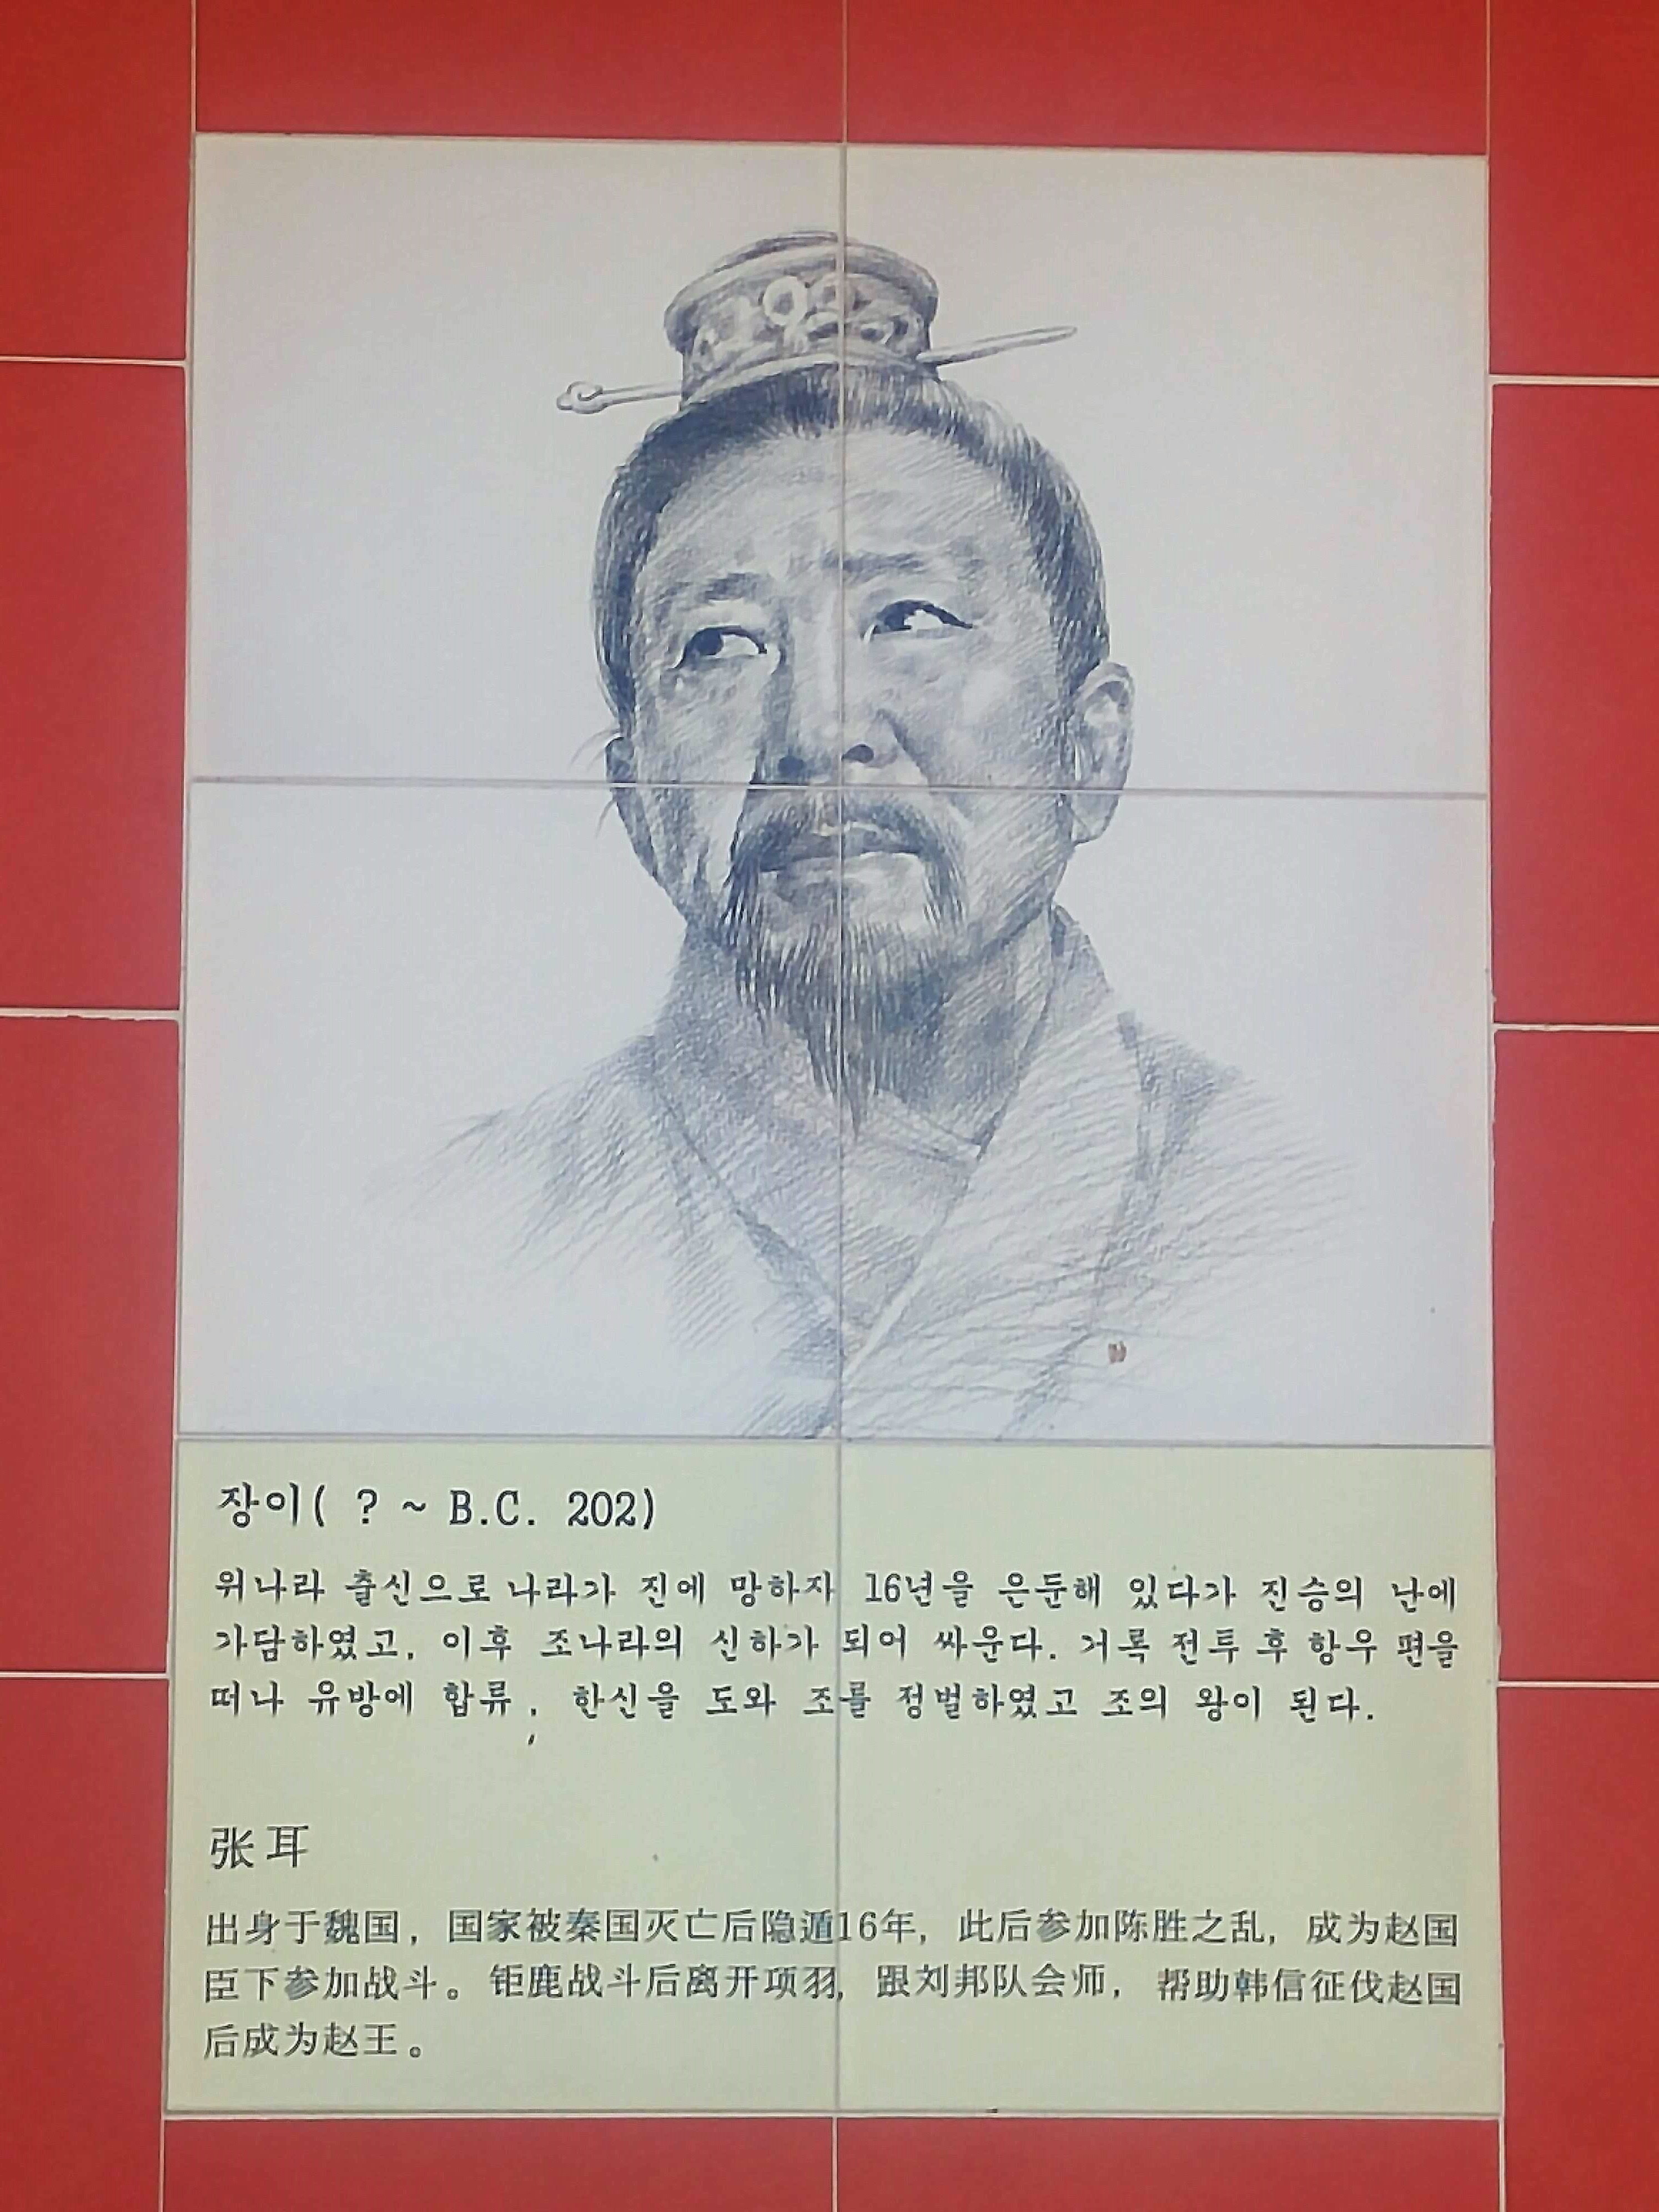 장이( ? ~ B.C. 202)
위나라 출신으로 나라가 진에 망하자 16년을 은둔해 있다가 진승의 난에
가담하였고, 이후 조나라의 신하가 되어 싸운다. 거록 전투 후 항우 편을
떠나 유방에 합류, 한신을 도와 조를 정벌하였고 조의 왕이 된다.
张耳
出身于魏国，国家被秦国灭亡后隐遁16年，此后参加陈胜之乱，成为赵国
臣下参加战斗。钜鹿战斗后离开项羽，跟刘邦队会师，帮助韩信征伐赵国
后成为赵王。